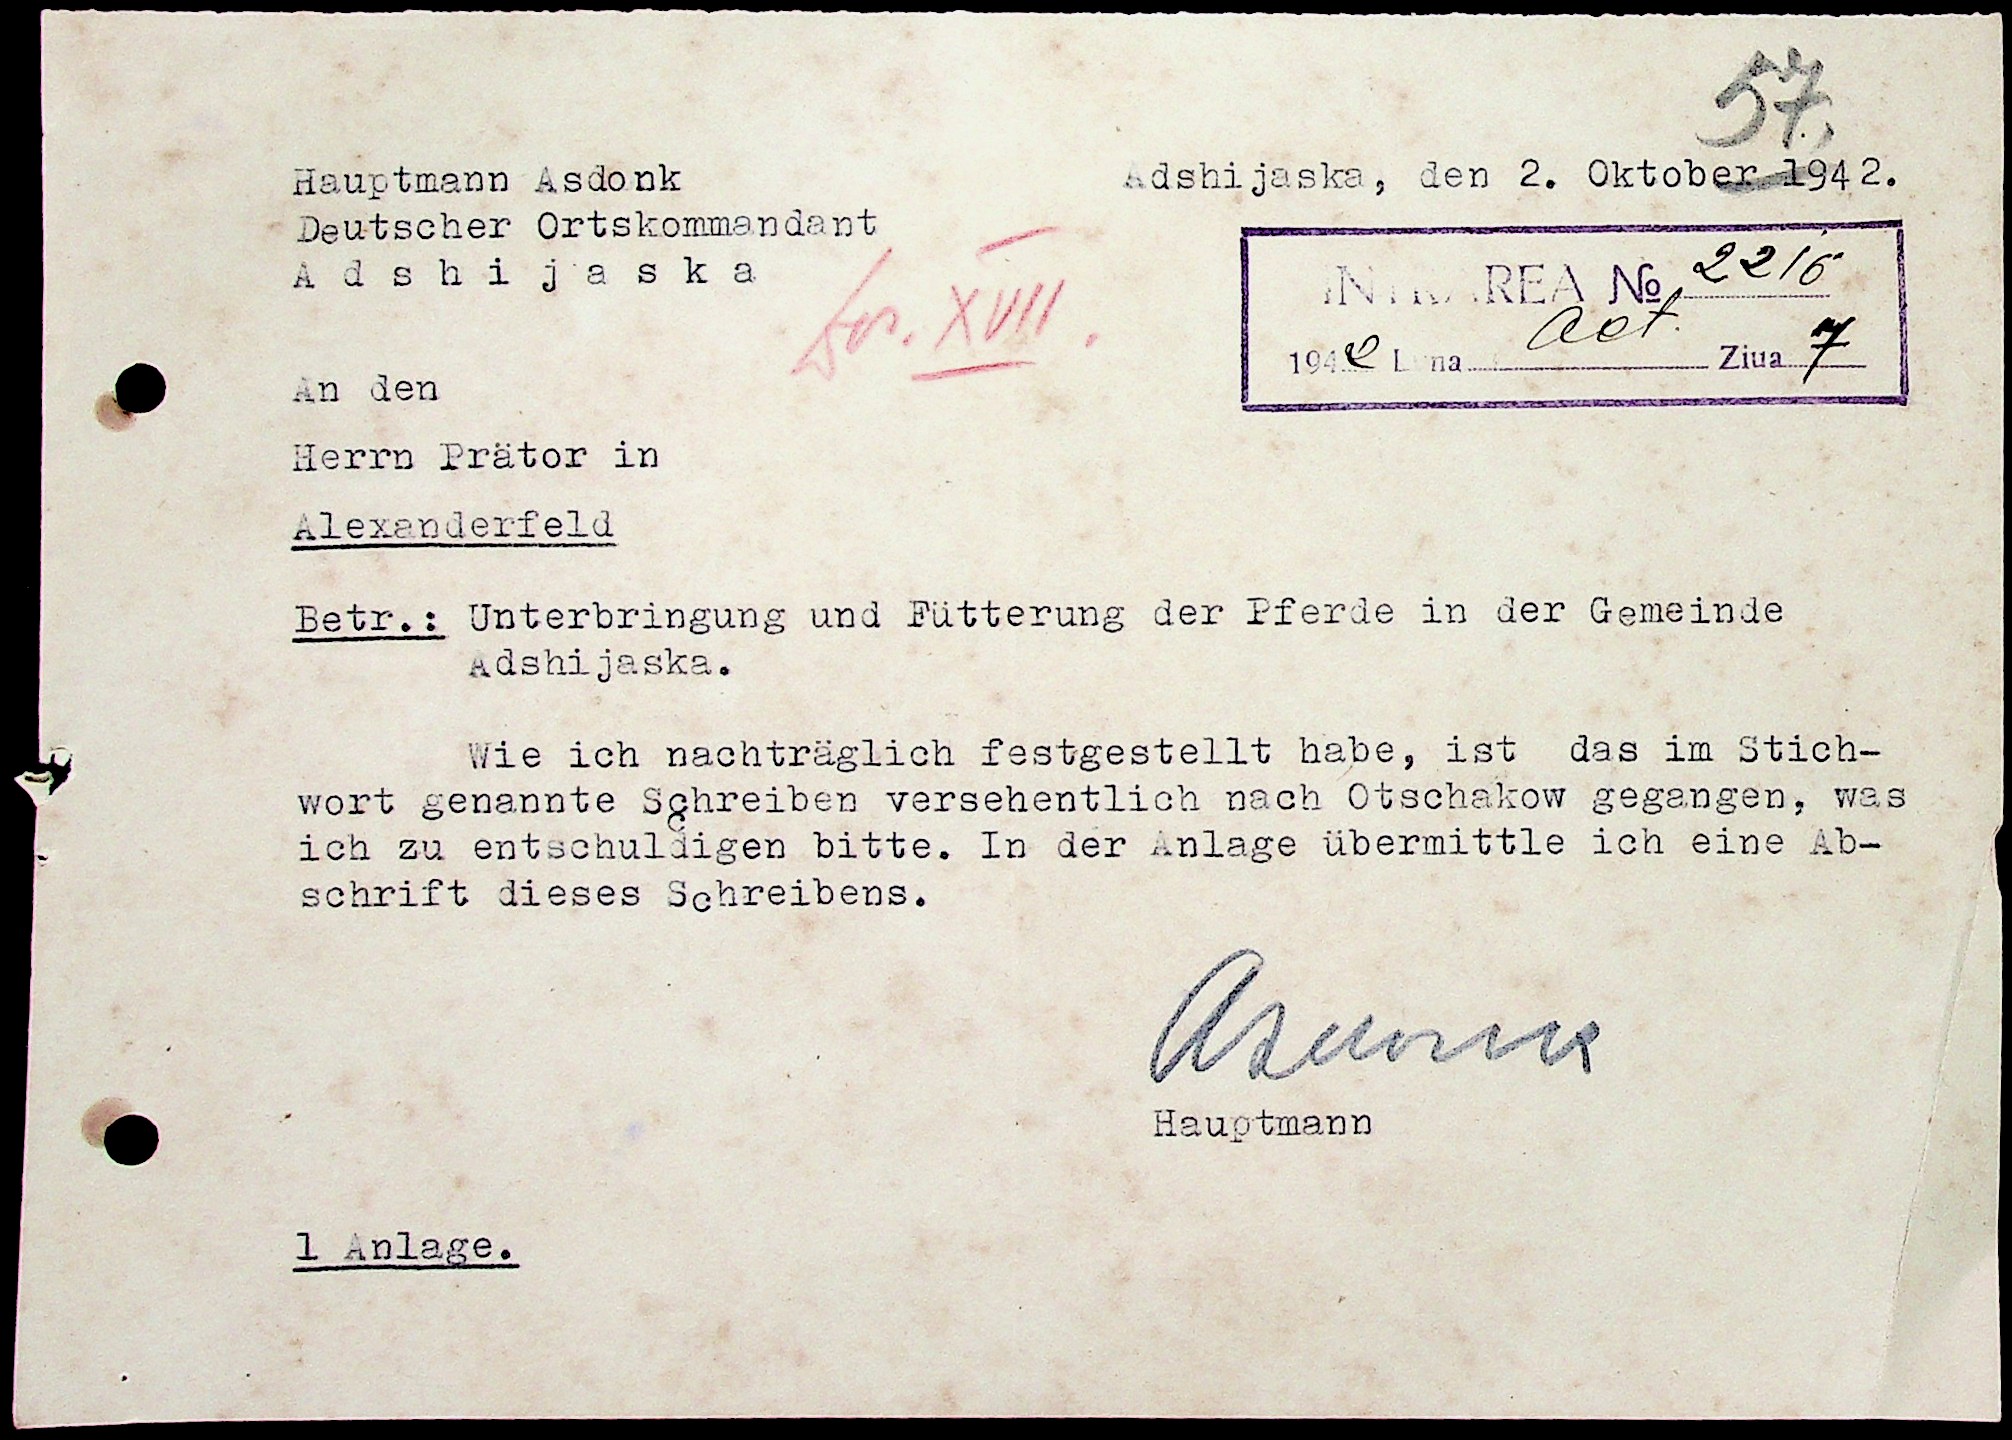 57.
Hauptmann Asdonk
Deutscher Ortskommandant
A d s h i j a s k a
Adshijaska, den 2. Oktober 1942.
INTRAREA № 2216
1942 Luna Oct. Ziua 7
Dos. XVII.
An den
Herrn Prätor in
Alexanderfeld
Betr.: Unterbringung und Fütterung der Pferde in der Gemeinde
Adshijaska.
Wie ich nachträglich festgestellt habe, ist das im Stich-
wort genannte Schreiben versehentlich nach Otschakow gegangen, was
ich zu entschuldigen bitte. In der Anlage übermittle ich eine Ab-
schrift dieses Schreibens.
Asdonk
Hauptmann
1 Anlage.